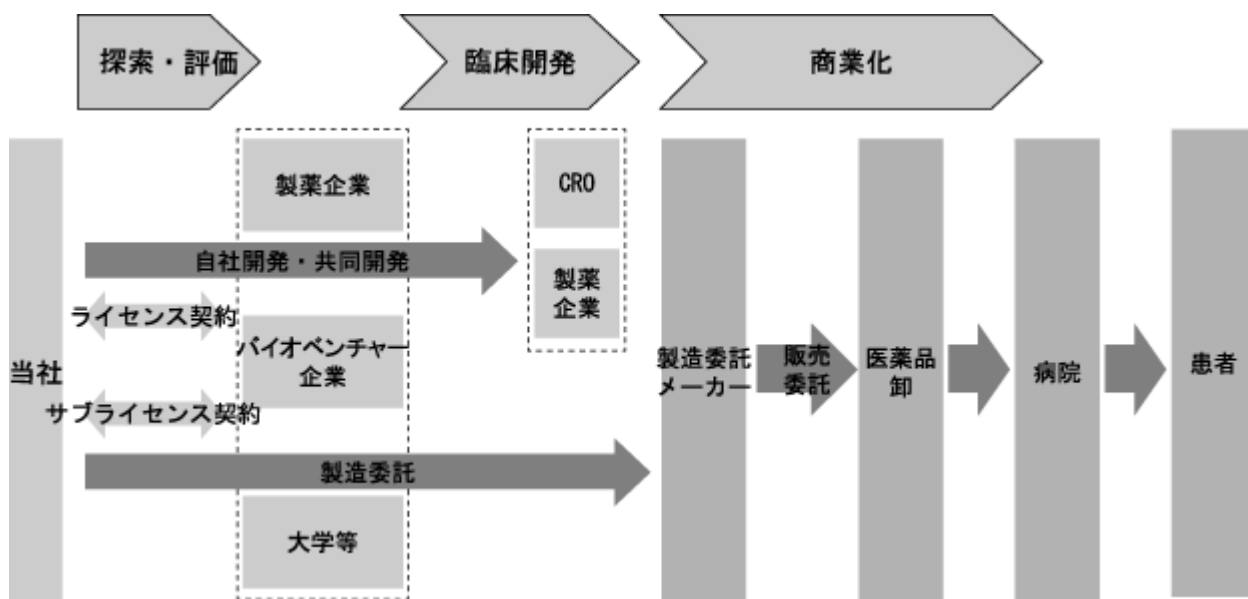 探索・評価
臨床開発
商業化
製薬企業
CRO
自社開発・共同開発
製薬
企業
ライセンス契約
バイオベンチャー
企業
当社
サブライセンス契約
製造委託
大学等
製造委託
メーカー
販売
委託
医薬品
卸
病院
患者